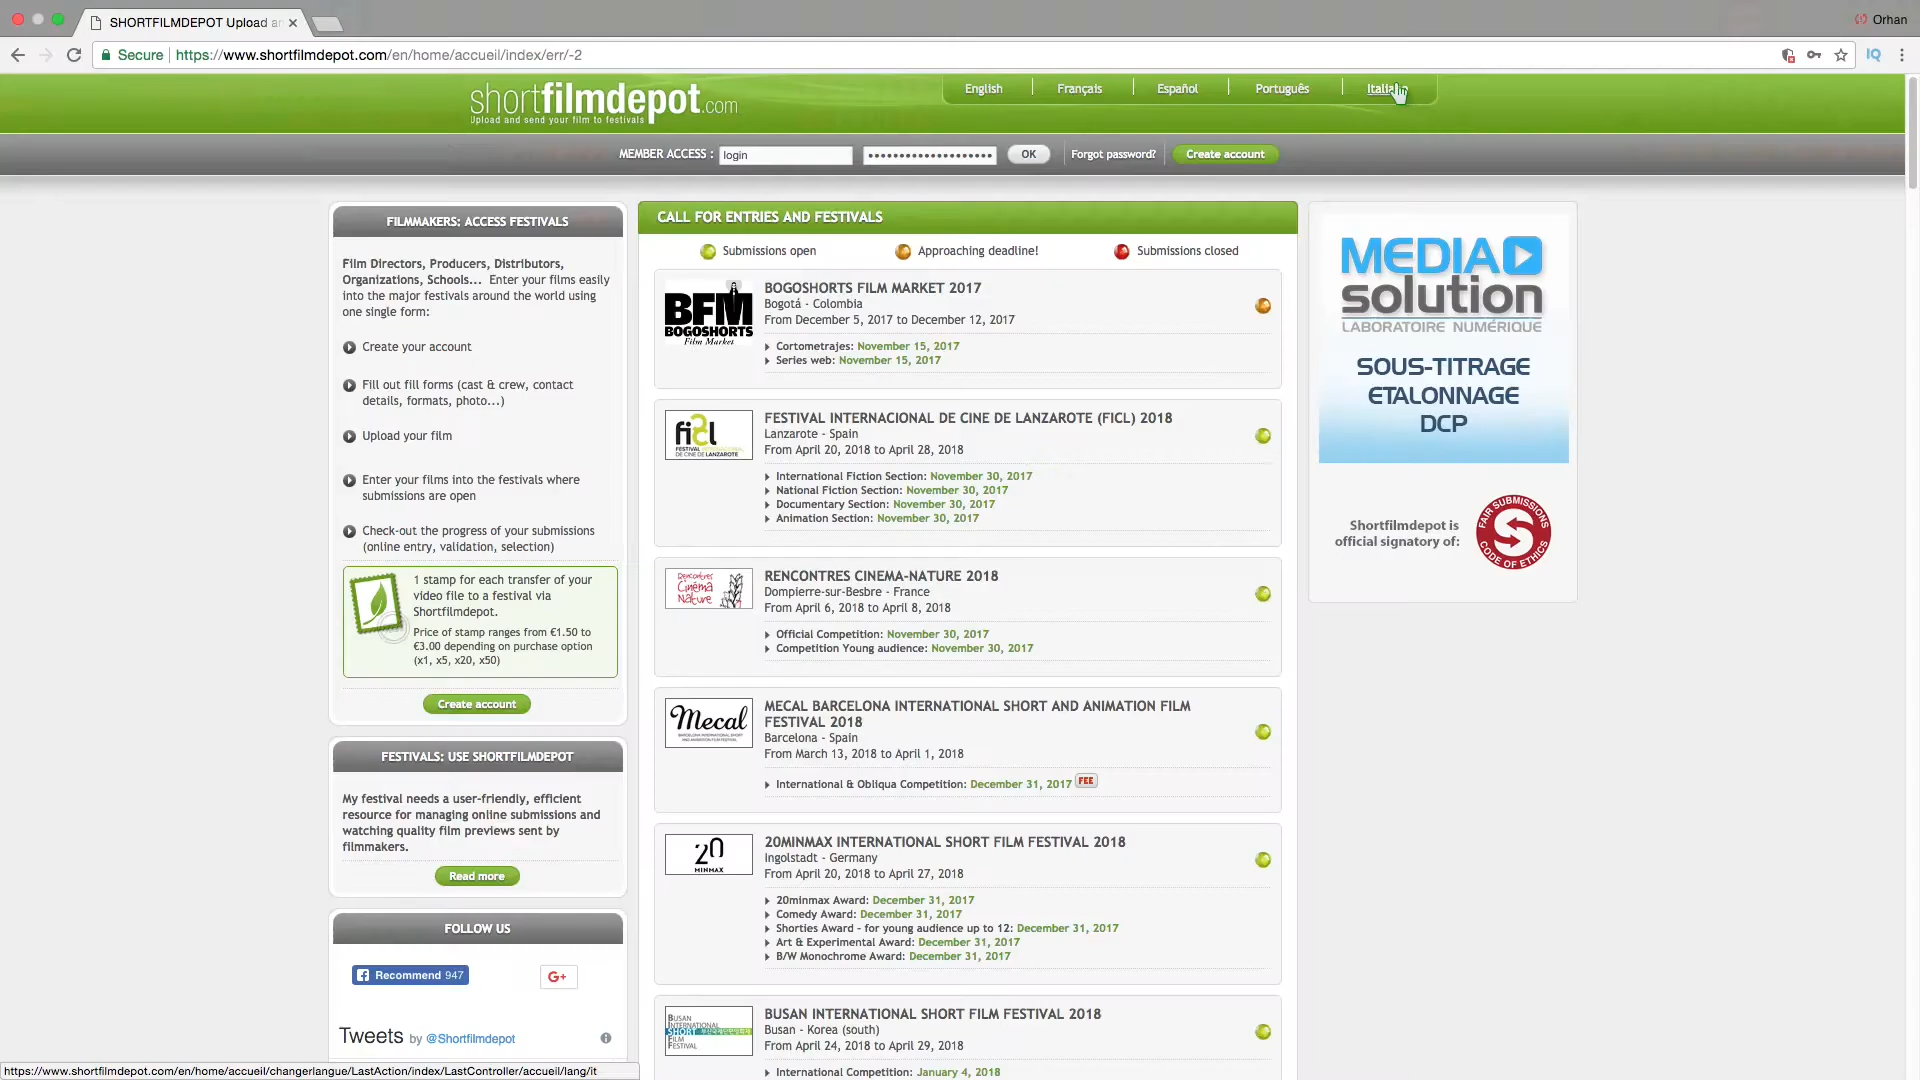 SHORTFILMDEPOT Upload a
Orhan
Secure
https://www.shortfilmdepot.com/en/home/accueil/index/err/-2
IQ
shortfilmdepot.com
Upload and send your film to festivals
English
Français
Español
Português
MEMBER ACCESS :
login
OK
Forgot password?
Create account
FILMMAKERS: ACCESS FESTIVALS
Film Directors, Producers, Distributors,
Organizations, Schools... Enter your films easily
into the major festivals around the world using
one single form:
Create your account
Fill out fill forms (cast & crew, contact
details, formats, photo...)
Upload your film
Enter your films into the festivals where
submissions are open
Check-out the progress of your submissions
(online entry, validation, selection)
1 stamp for each transfer of your
video file to a festival via
Shortfilmdepot.
Price of stamp ranges from €1.50 to
€3.00 depending on purchase option
(x1, x5, x20, x50)
Create account
FESTIVALS: USE SHORTFILMDEPOT
My festival needs a user-friendly, efficient
resource for managing online submissions and
watching quality film previews sent by
filmmakers.
Read more
FOLLOW US
Recommend 947
G+
Tweets by @Shortfilmdepot
CALL FOR ENTRIES AND FESTIVALS
Submissions open
Approaching deadline!
Submissions closed
BFM
BOGOSHORTS
Film Market
BOGOSHORTS FILM MARKET 2017
Bogotá - Colombia
From December 5, 2017 to December 12, 2017
Cortometrajes: November 15, 2017
Series web: November 15, 2017
ficl
FESTIVAL INTERNACIONAL
DE CINE DE LANZAROTE
FESTIVAL INTERNACIONAL DE CINE DE LANZAROTE (FICL) 2018
Lanzarote - Spain
From April 20, 2018 to April 28, 2018
International Fiction Section: November 30, 2017
National Fiction Section: November 30, 2017
Documentary Section: November 30, 2017
Animation Section: November 30, 2017
Rencontres
Cinéma
Nature
RENCONTRES CINEMA-NATURE 2018
Dompierre-sur-Besbre - France
From April 6, 2018 to April 8, 2018
Official Competition: November 30, 2017
Competition Young audience: November 30, 2017
Mecal
BARCELONA INTERNATIONAL SHORT
AND ANIMATION FILM FESTIVAL
MECAL BARCELONA INTERNATIONAL SHORT AND ANIMATION FILM
FESTIVAL 2018
Barcelona - Spain
From March 13, 2018 to April 1, 2018
International & Obliqua Competition: December 31, 2017 FEE
20
MINMAX
20MINMAX INTERNATIONAL SHORT FILM FESTIVAL 2018
Ingolstadt - Germany
From April 20, 2018 to April 27, 2018
20minmax Award: December 31, 2017
Comedy Award: December 31, 2017
Shorties Award - for young audience up to 12: December 31, 2017
Art & Experimental Award: December 31, 2017
B/W Monochrome Award: December 31, 2017
BUSAN
INTERNATIONAL
SHORT
FILM
FESTIVAL
BUSAN INTERNATIONAL SHORT FILM FESTIVAL 2018
Busan - Korea (south)
From April 24, 2018 to April 29, 2018
International Competition: January 4, 2018
MEDIA
solution
LABORATOIRE NUMÉRIQUE
SOUS-TITRAGE
ETALONNAGE
DCP
Shortfilmdepot is
official signatory of:
FAIR SUBMISSIONS
CODE OF ETHICS
https://www.shortfilmdepot.com/en/home/accueil/changerlangue/LastAction/index/LastController/accueil/lang/it